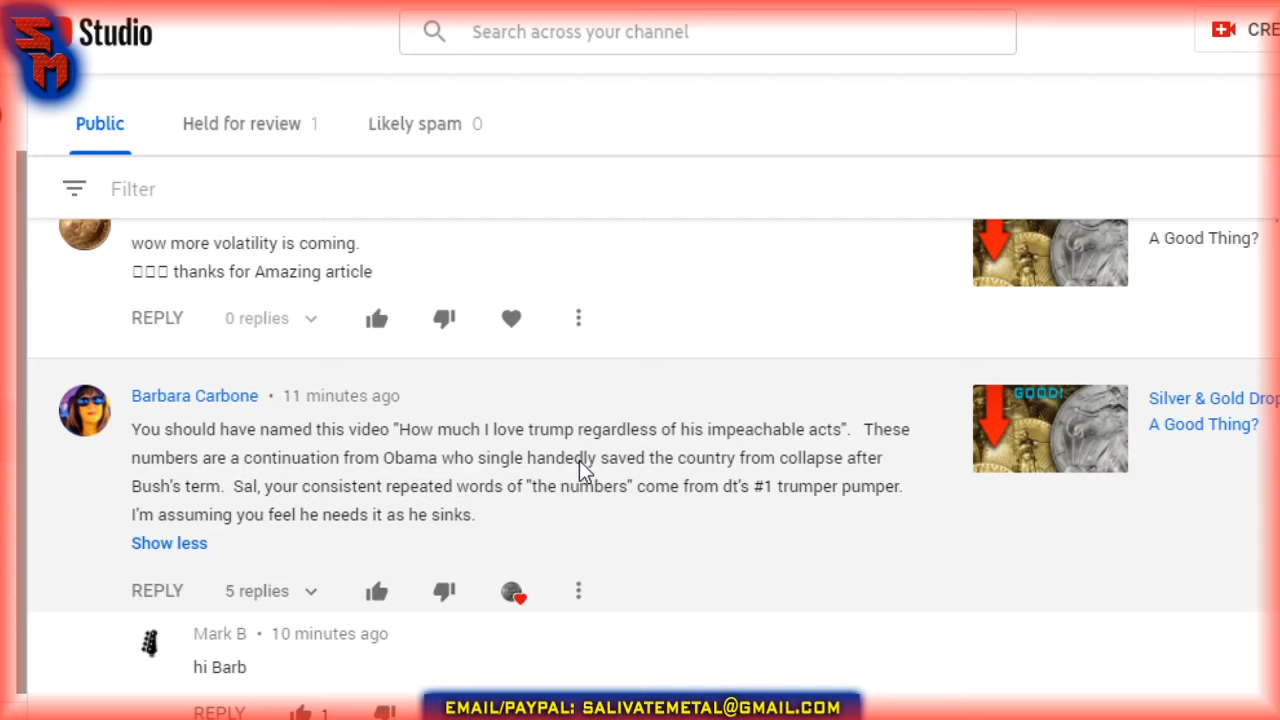 SM
Studio
Search across your channel
CRE
Public
Held for review 1
Likely spam 0
Filter
wow more volatility is coming.
A Good Thing?
□□□ thanks for Amazing article
REPLY 0 replies
Barbara Carbone • 11 minutes ago
GOOD!
Silver & Gold Drop
A Good Thing?
You should have named this video "How much I love trump regardless of his impeachable acts". These
numbers are a continuation from Obama who single handedly saved the country from collapse after
Bush's term. Sal, your consistent repeated words of "the numbers" come from dt's #1 trumper pumper.
I'm assuming you feel he needs it as he sinks.
Show less
REPLY 5 replies
Mark B • 10 minutes ago
hi Barb
REPLY 1
EMAIL/PAYPAL: SALIVATEMETAL@GMAIL.COM